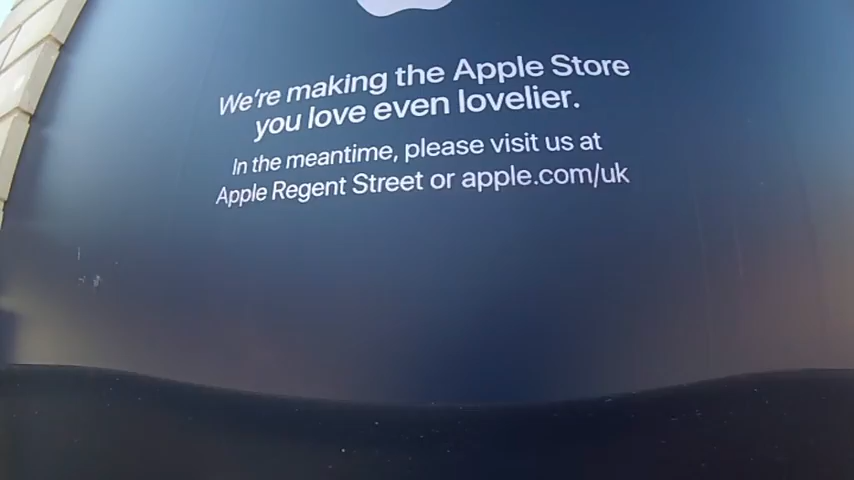 We're making the Apple Store
you love even lovelier.
In the meantime, please visit us at
Apple Regent Street or apple.com/uk